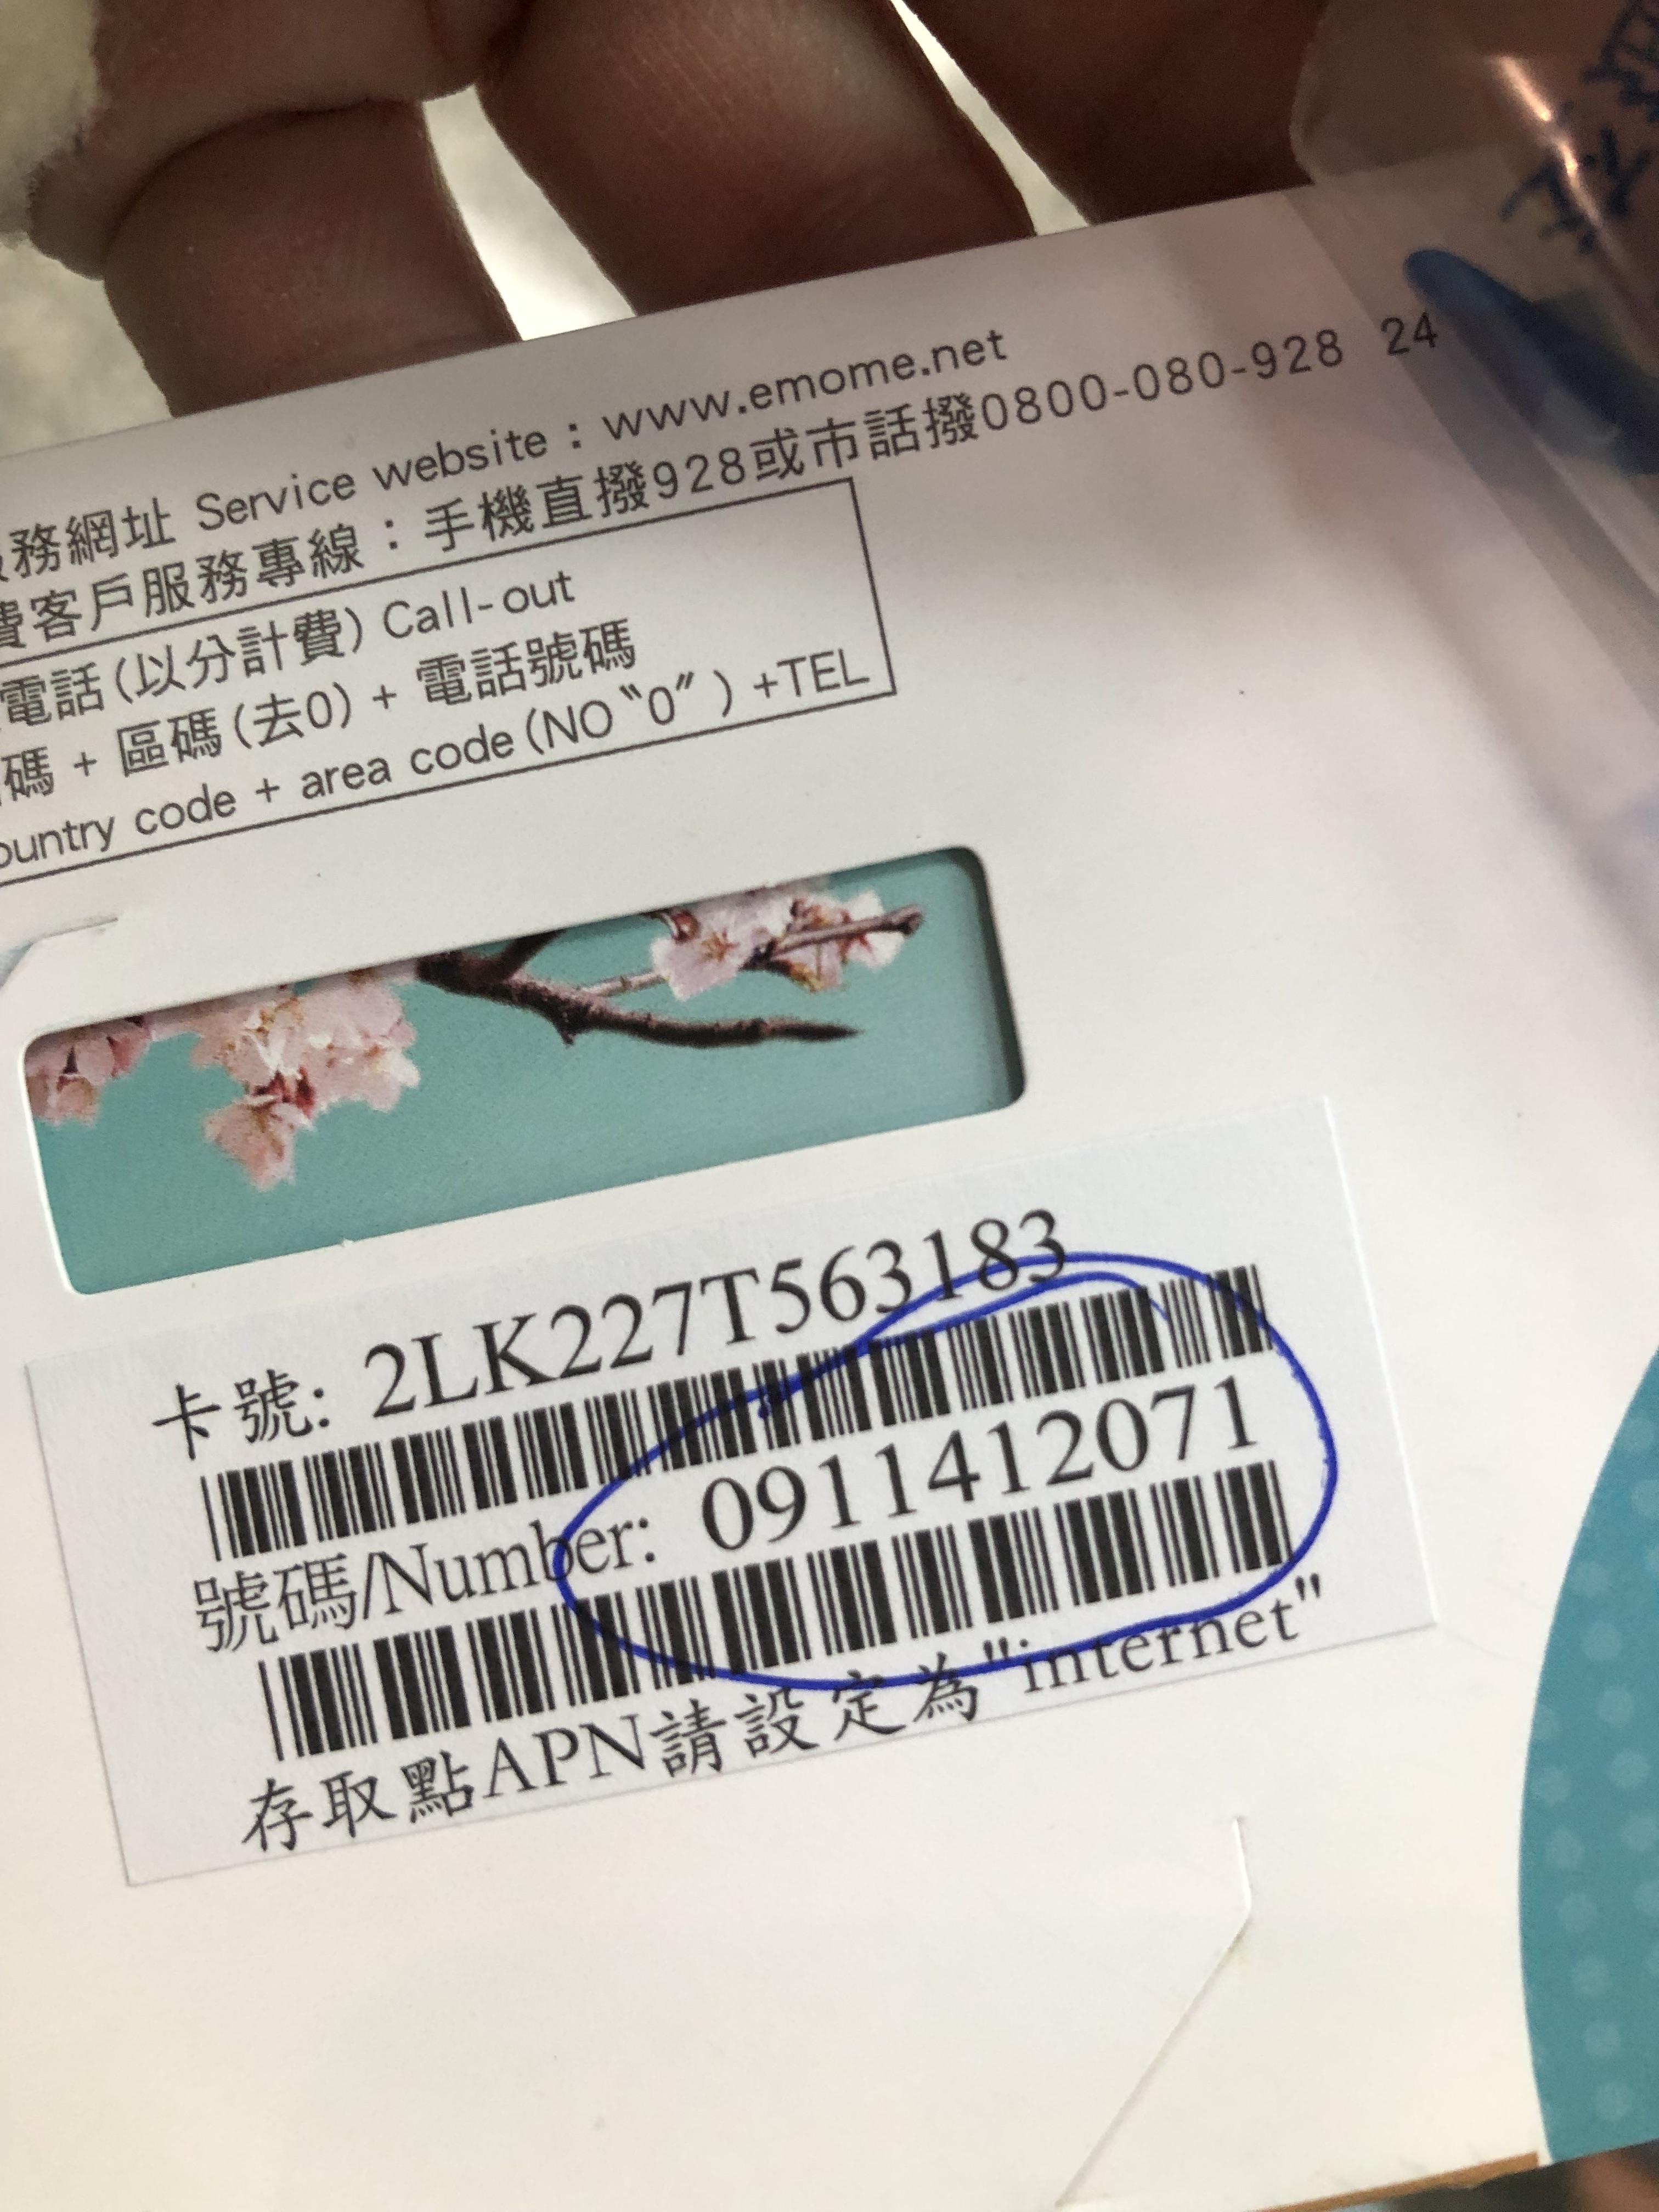 務網址 Service website：www.emome.net
費客戶服務專線：手機直撥928或市話撥0800-080-928 24
電話(以分計費) Call-out
碼 + 區碼(去0) + 電話號碼
ountry code + area code(NO "0") +TEL
卡號: 2LK227T563183
號碼/Number: 0911412071
存取點APN請設定為"internet"